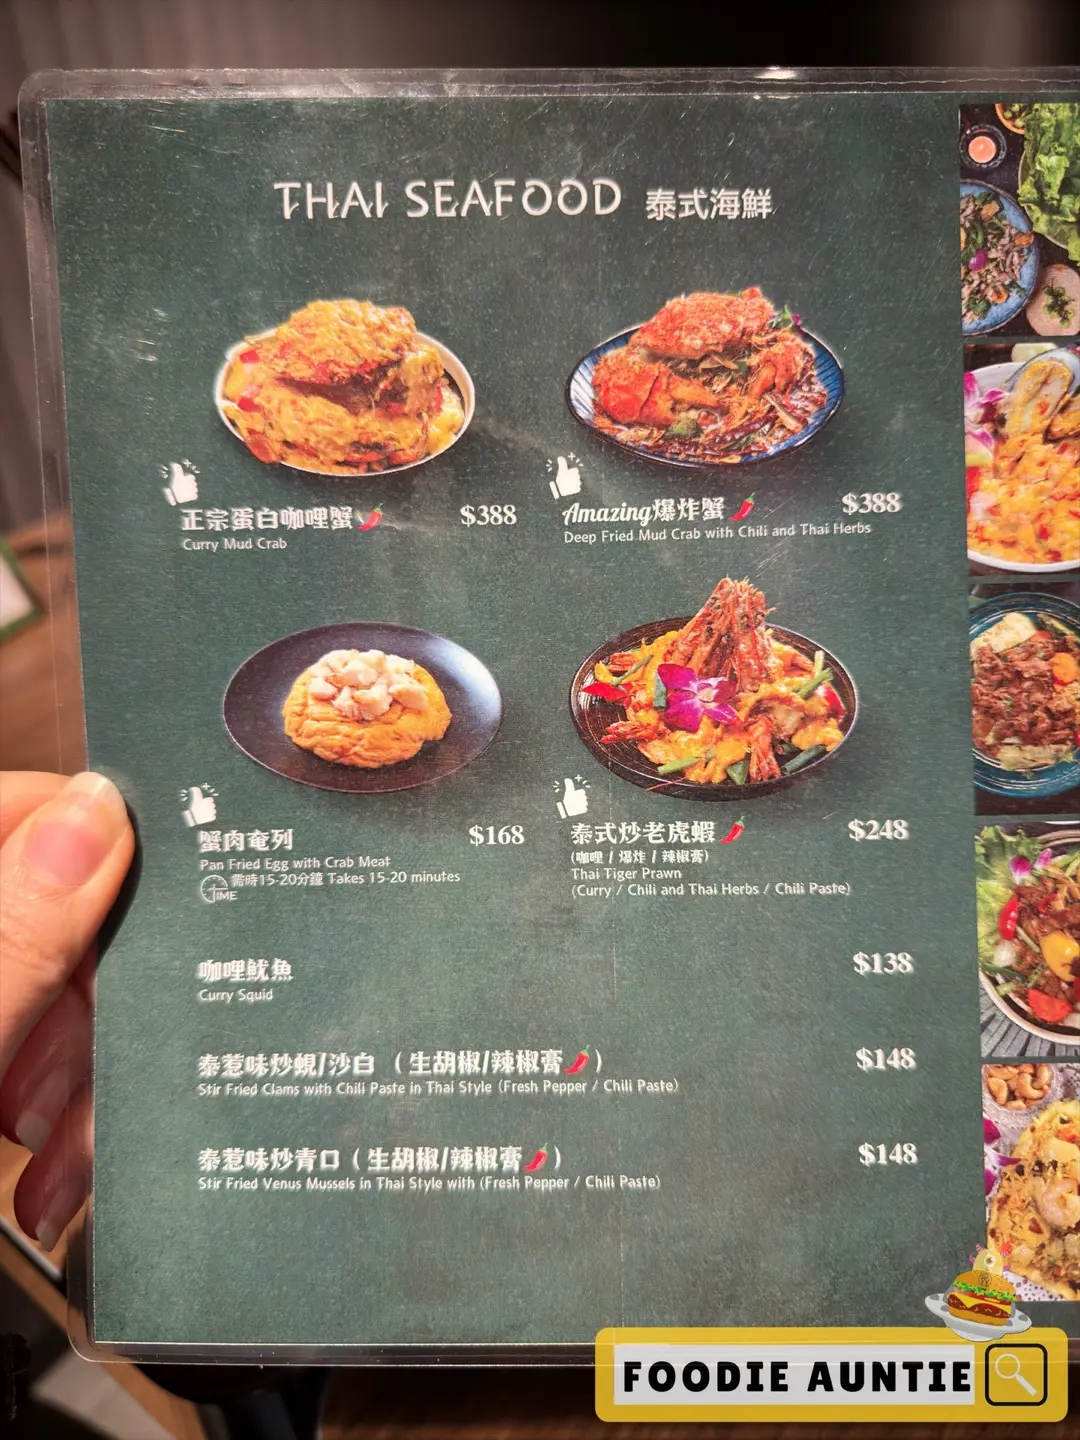 THAI SEAFOOD 泰式海鮮
正宗蛋白咖哩蟹 $388
Curry Mud Crab
Amazing爆炸蟹 $388
Deep Fried Mud Crab with Chili and Thai Herbs
蟹肉奄列 $168
Pan Fried Egg with Crab Meat
TIME 需時15-20分鐘 Takes 15-20 minutes
泰式炒老虎蝦 $248
(咖哩 / 爆炸 / 辣椒膏)
Thai Tiger Prawn
(Curry / Chili and Thai Herbs / Chili Paste)
咖哩魷魚 $138
Curry Squid
泰惹味炒蜆/沙白 （生胡椒/辣椒膏） $148
Stir Fried Clams with Chili Paste in Thai Style (Fresh Pepper / Chili Paste)
泰惹味炒青口（生胡椒/辣椒膏） $148
Stir Fried Venus Mussels in Thai Style with (Fresh Pepper / Chili Paste)
FOODIE AUNTIE